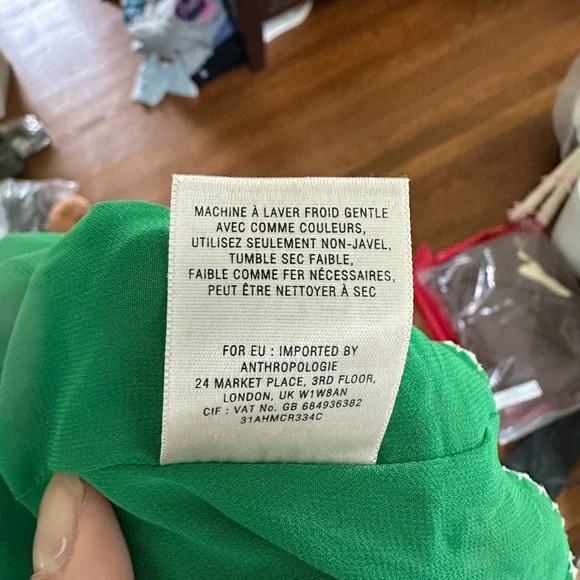 MACHINE À LAVER FROID GENTLE
AVEC COMME COULEURS,
UTILISEZ SEULEMENT NON-JAVEL,
TUMBLE SEC FAIBLE,
FAIBLE COMME FER NÉCESSAIRES,
PEUT ÊTRE NETTOYER À SEC
FOR EU : IMPORTED BY
ANTHROPOLOGIE
24 MARKET PLACE, 3RD FLOOR,
LONDON, UK W1W8AN
CIF : VAT No. GB 684936382
31AHMCR334C